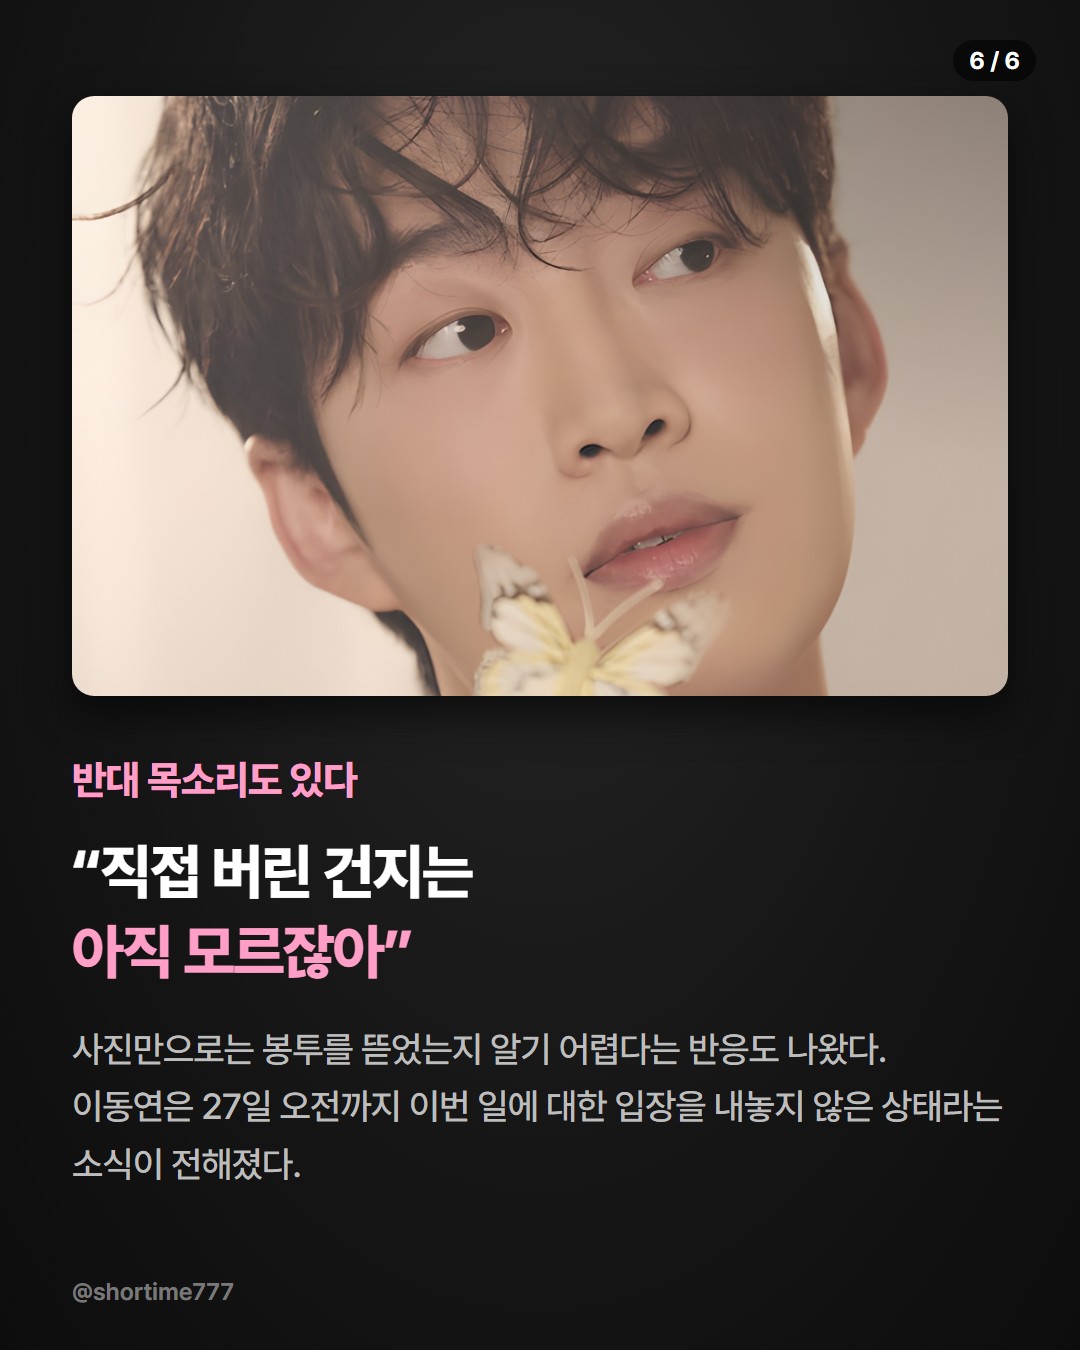 6 / 6
반대 목소리도 있다
“직접 버린 건지는
아직 모르잖아”
사진만으로는 봉투를 뜯었는지 알기 어렵다는 반응도 나왔다.
이동연은 27일 오전까지 이번 일에 대한 입장을 내놓지 않은 상태라는
소식이 전해졌다.
@shortime777